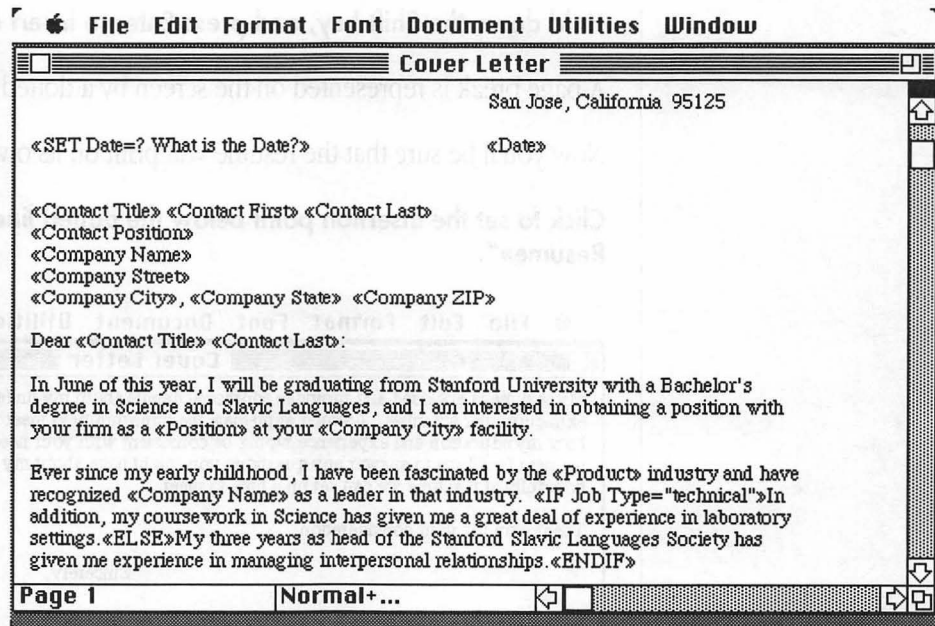 File Edit Format Font Document Utilities Window
Cover Letter
San Jose, California 95125
«SET Date=? What is the Date?» «Date»
«Contact Title» «Contact First» «Contact Last»
«Contact Position»
«Company Name»
«Company Street»
«Company City», «Company State» «Company ZIP»
Dear «Contact Title» «Contact Last»:
In June of this year, I will be graduating from Stanford University with a Bachelor's
degree in Science and Slavic Languages, and I am interested in obtaining a position with
your firm as a «Position» at your «Company City» facility.
Ever since my early childhood, I have been fascinated by the «Product» industry and have
recognized «Company Name» as a leader in that industry. «IF Job Type="technical"»In
addition, my coursework in Science has given me a great deal of experience in laboratory
settings.«ELSE»My three years as head of the Stanford Slavic Languages Society has
given me experience in managing interpersonal relationships.«ENDIF»
Page 1 Normal+...